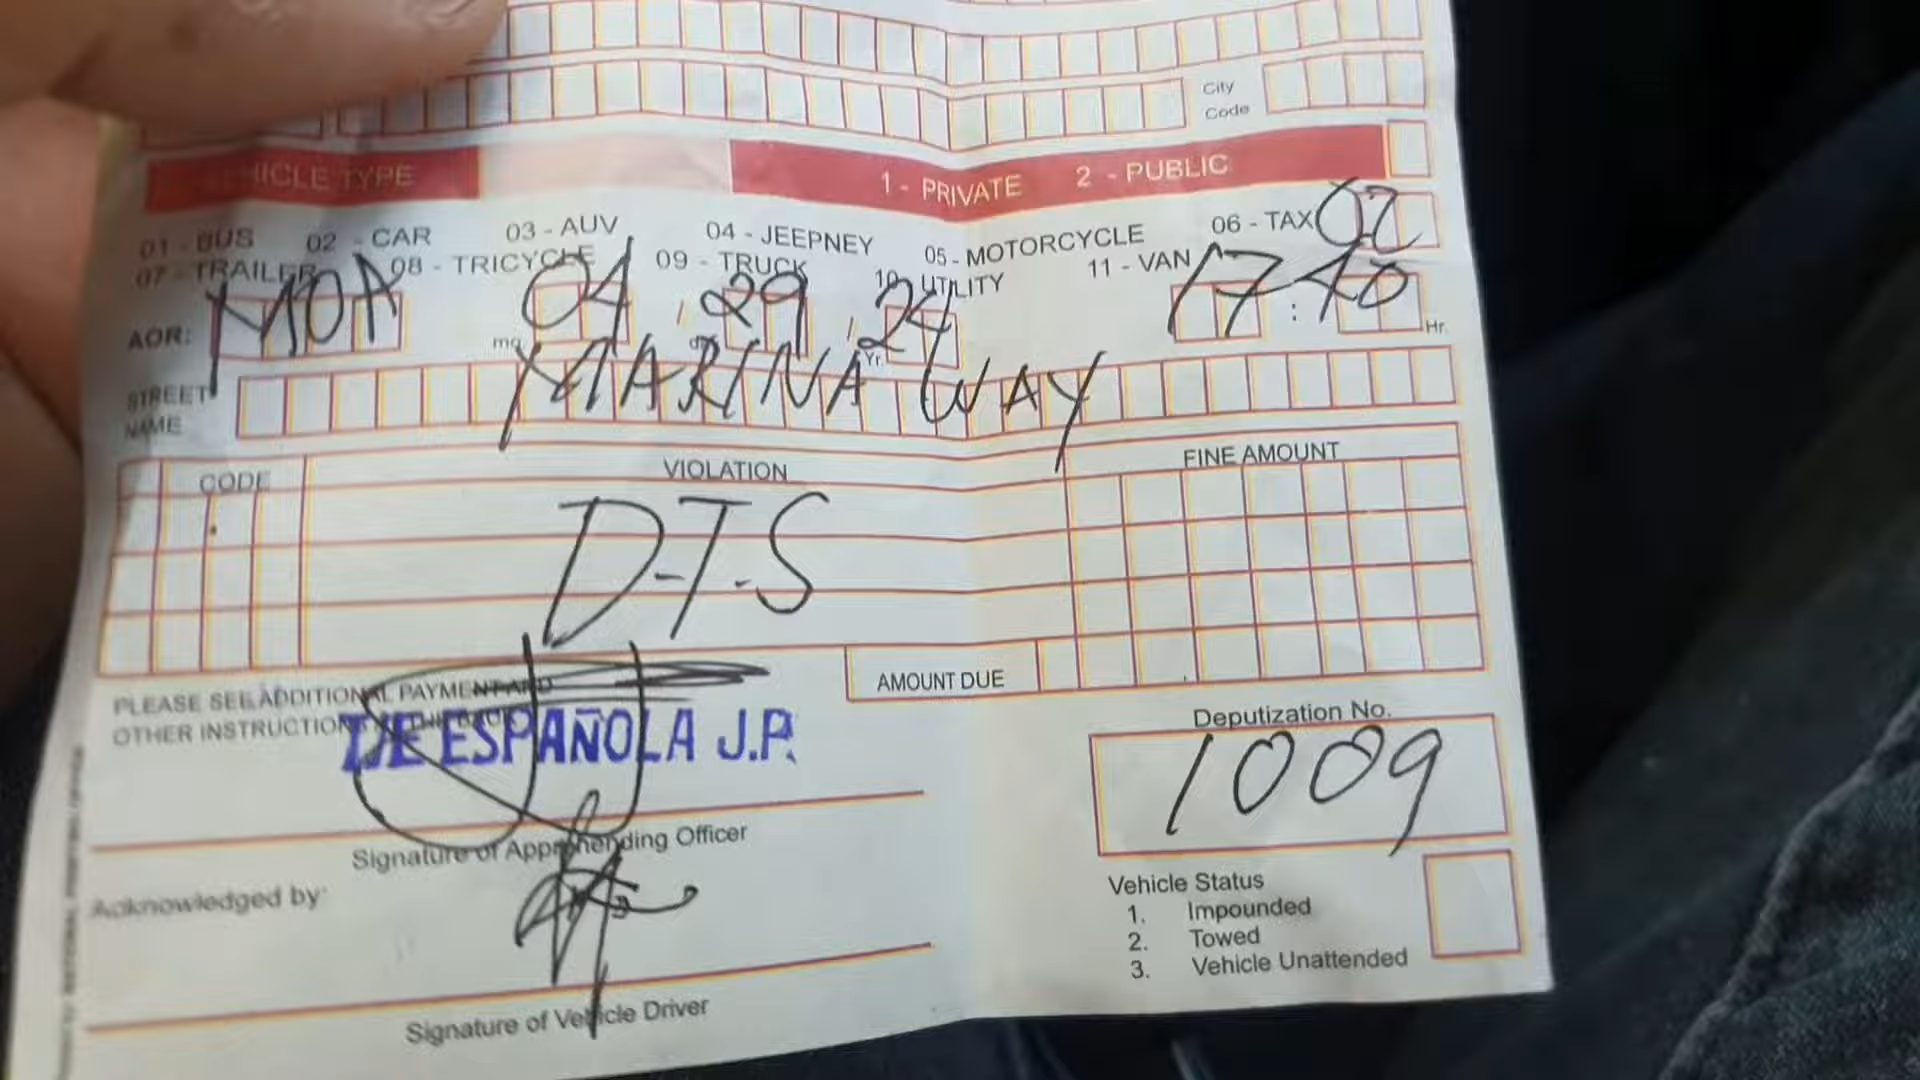 City
Code
VEHICLE TYPE 1 - PRIVATE 2 - PUBLIC
01 - BUS 02 - CAR 03 - AUV 04 - JEEPNEY 05 - MOTORCYCLE 06 - TAX 02
07 - TRAILER 08 - TRICYCLE 09 - TRUCK 10 UTILITY 11 - VAN
AOR: MOA 04 / 29 / 24 17:40 Hr.
mo Yr.
STREET NAME MARINA WAY
CODE VIOLATION FINE AMOUNT
D-T-S
AMOUNT DUE
PLEASE SEE ADDITIONAL PAYMENT AND
OTHER INSTRUCTION
DE ESPAÑOLA J.P.
Signature of Apprehending Officer
Deputization No.
1009
Acknowledged by:
Signature of Vehicle Driver
Vehicle Status
1. Impounded
2. Towed
3. Vehicle Unattended